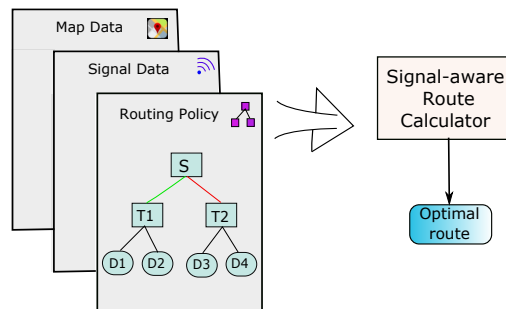 Map Data
Signal Data
Routing Policy
S
T1
T2
D1
D2
D3
D4
Signal-aware
Route
Calculator
Optimal
route